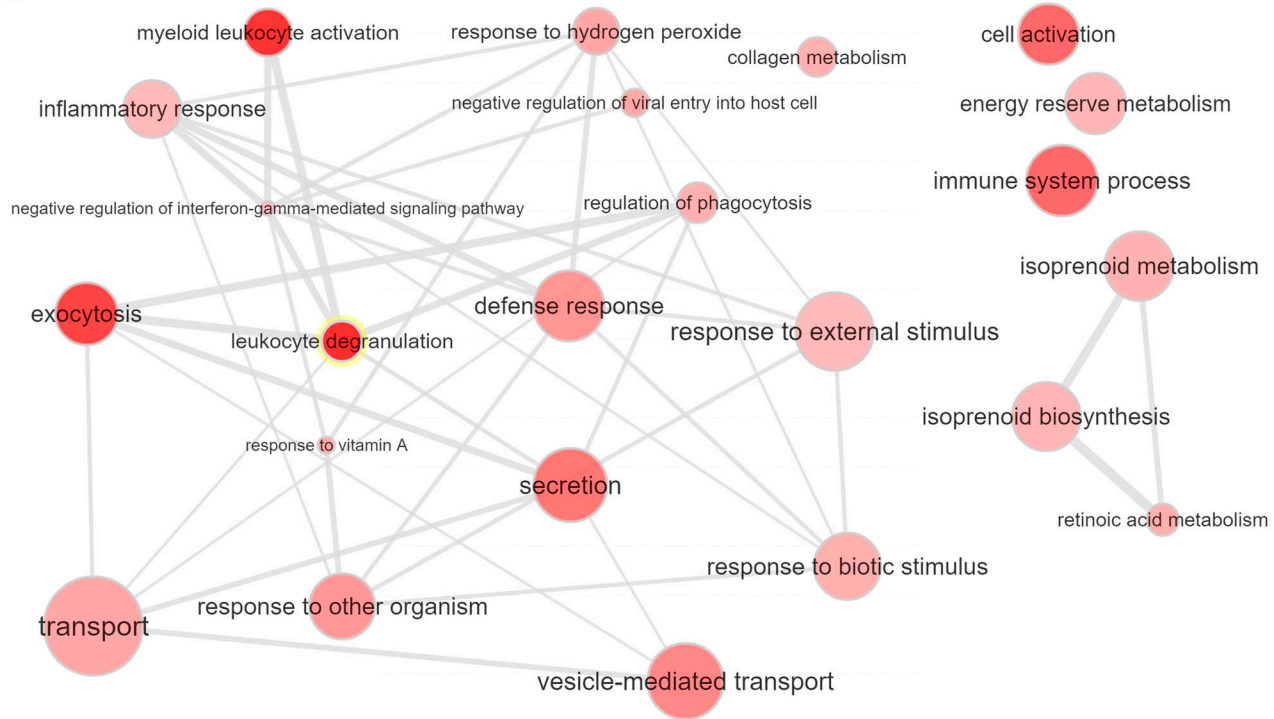 myeloid leukocyte activation
response to hydrogen peroxide
cell activation
collagen metabolism
inflammatory response
negative regulation of viral entry into host cell
energy reserve metabolism
immune system process
negative regulation of interferon-gamma-mediated signaling pathway
regulation of phagocytosis
isoprenoid metabolism
exocytosis
defense response
response to external stimulus
leukocyte degranulation
isoprenoid biosynthesis
response to vitamin A
secretion
retinoic acid metabolism
response to biotic stimulus
transport
response to other organism
vesicle-mediated transport